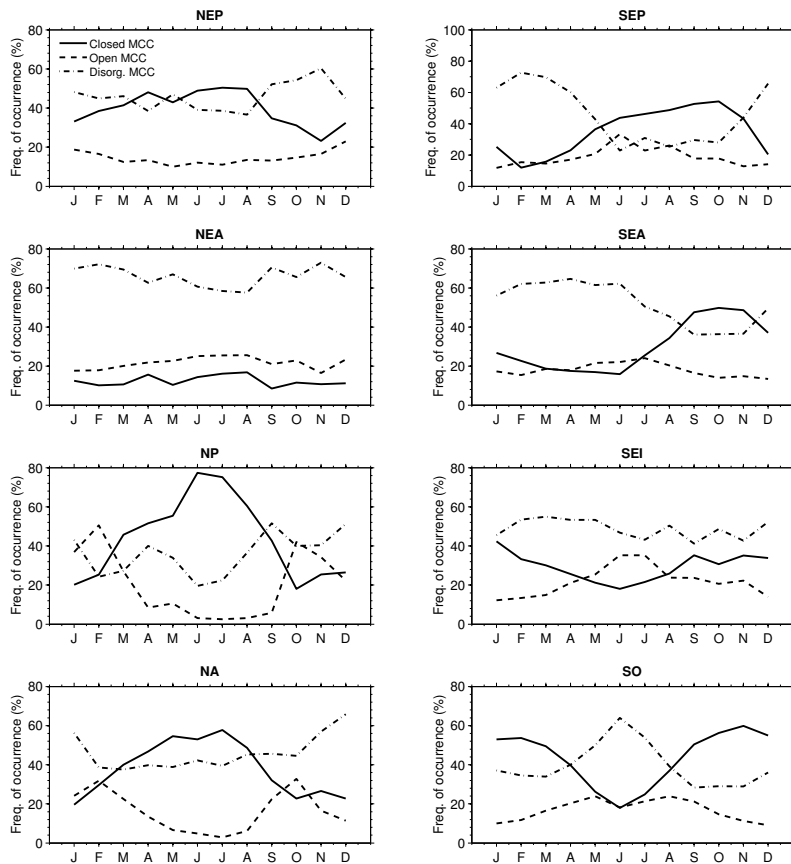 NEP
80
60
40
20
0
Freq. of occurrence (%)
Closed MCC
Open MCC
Disorg. MCC
J F M A M J J A S O N D
SEP
100
80
60
40
20
0
Freq. of occurrence (%)
J F M A M J J A S O N D
NEA
80
60
40
20
0
Freq. of occurrence (%)
J F M A M J J A S O N D
SEA
80
60
40
20
0
Freq. of occurrence (%)
J F M A M J J A S O N D
NP
80
60
40
20
0
Freq. of occurrence (%)
J F M A M J J A S O N D
SEI
80
60
40
20
0
Freq. of occurrence (%)
J F M A M J J A S O N D
NA
80
60
40
20
0
Freq. of occurrence (%)
J F M A M J J A S O N D
SO
80
60
40
20
0
Freq. of occurrence (%)
J F M A M J J A S O N D